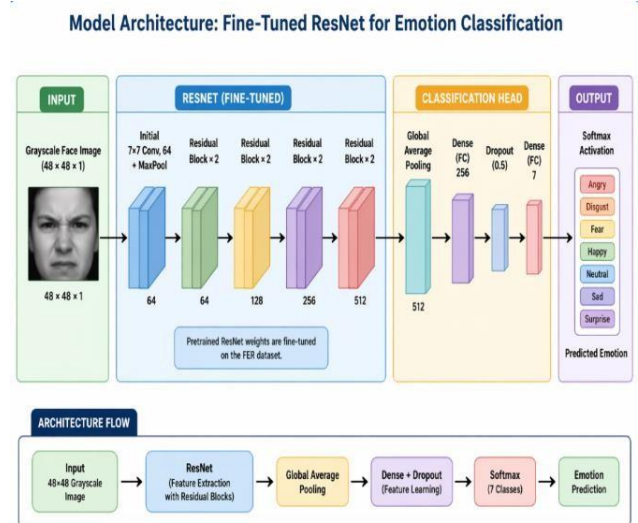 Model Architecture: Fine-Tuned ResNet for Emotion Classification
INPUT
Grayscale Face Image
(48 × 48 × 1)
48 × 48 × 1
RESNET (FINE-TUNED)
Initial
7×7 Conv, 64
+ MaxPool
64
Residual
Block × 2
64
Residual
Block × 2
128
Residual
Block × 2
256
Residual
Block × 2
512
Pretrained ResNet weights are fine-tuned
on the FER dataset.
CLASSIFICATION HEAD
Global
Average
Pooling
512
Dense
(FC)
256
Dropout
(0.5)
Dense
(FC)
7
OUTPUT
Softmax
Activation
Angry
Disgust
Fear
Happy
Neutral
Sad
Surprise
Predicted Emotion
ARCHITECTURE FLOW
Input
48×48 Grayscale
Image
ResNet
(Feature Extraction
with Residual Blocks)
Global Average
Pooling
Dense + Dropout
(Feature Learning)
Softmax
(7 Classes)
Emotion
Prediction